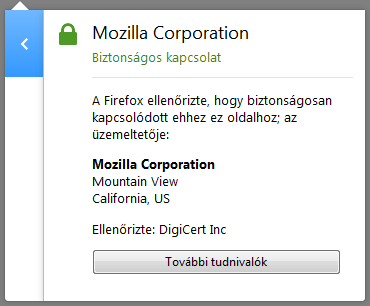 Mozilla Corporation
Biztonságos kapcsolat
A Firefox ellenőrizte, hogy biztonságosan
kapcsolódott ehhez ez oldalhoz; az
üzemeltetője:
Mozilla Corporation
Mountain View
California, US
Ellenőrizte: DigiCert Inc
További tudnivalók